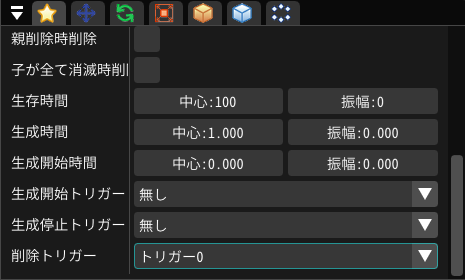 親削除時削除
子が全て消滅時削
生存時間 中心:100 振幅:0
生成時間 中心:1.000 振幅:0.000
生成開始時間 中心:0.000 振幅:0.000
生成開始トリガー 無し
生成停止トリガー 無し
削除トリガー トリガー0